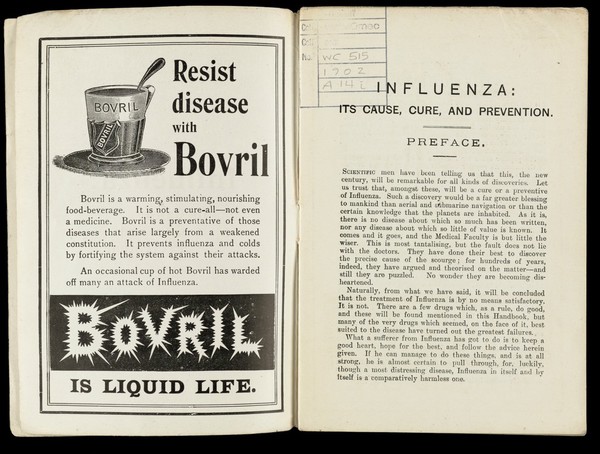 Resist
disease
with
Bovril
BOVRIL
BOVRIL
Bovril is a warming, stimulating, nourishing
food-beverage. It is not a cure-all—not even
a medicine. Bovril is a preventative of those
diseases that arise largely from a weakened
constitution. It prevents influenza and colds
by fortifying the system against their attacks.
An occasional cup of hot Bovril has warded
off many an attack of Influenza.
BOVRIL
IS LIQUID LIFE.
WC 515
1902
A 14 i
INFLUENZA:
ITS CAUSE, CURE, AND PREVENTION.
PREFACE.
SCIENTIFIC men have been telling us that this, the new
century, will be remarkable for all kinds of discoveries. Let
us trust that, amongst these, will be a cure or a preventive
of Influenza. Such a discovery would be a far greater blessing
to mankind than aerial and submarine navigation or than the
certain knowledge that the planets are inhabited. As it is,
there is no disease about which so much has been written,
nor any disease about which so little of value is known. It
comes and it goes, and the Medical Faculty is but little the
wiser. This is most tantalising, but the fault does not lie
with the doctors. They have done their best to discover
the precise cause of the scourge; for hundreds of years,
indeed, they have argued and theorised on the matter—and
still they are puzzled. No wonder they are becoming dis-
heartened.
Naturally, from what we have said, it will be concluded
that the treatment of Influenza is by no means satisfactory.
It is not. There are a few drugs which, as a rule, do good,
and these will be found mentioned in this Handbook, but
many of the very drugs which seemed, on the face of it, best
suited to the disease have turned out the greatest failures.
What a sufferer from Influenza has got to do is to keep a
good heart, hope for the best, and follow the advice herein
given. If he can manage to do these things, and is at all
strong, he is almost certain to pull through, for, luckily,
though a most distressing disease, Influenza in itself and by
itself is a comparatively harmless one.